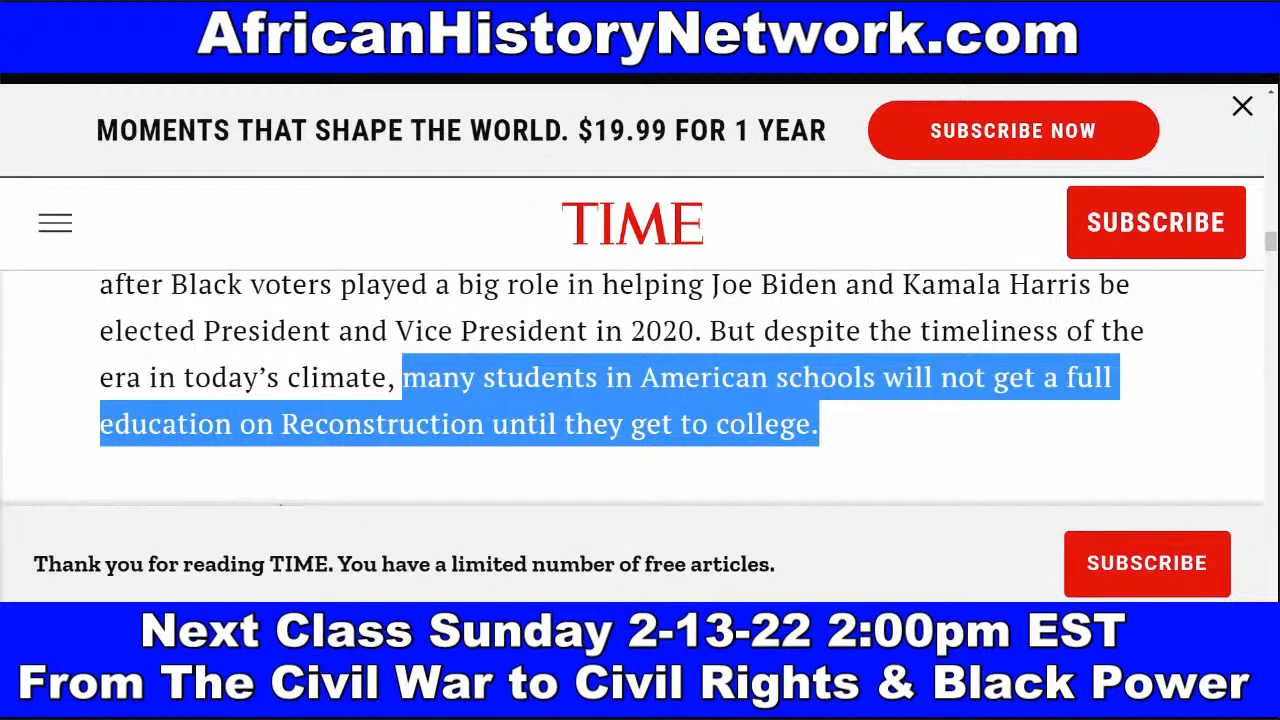 AfricanHistoryNetwork.com
MOMENTS THAT SHAPE THE WORLD. $19.99 FOR 1 YEAR
SUBSCRIBE NOW
TIME
SUBSCRIBE
after Black voters played a big role in helping Joe Biden and Kamala Harris be
elected President and Vice President in 2020. But despite the timeliness of the
era in today’s climate, many students in American schools will not get a full
education on Reconstruction until they get to college.
Thank you for reading TIME. You have a limited number of free articles.
SUBSCRIBE
Next Class Sunday 2-13-22 2:00pm EST
From The Civil War to Civil Rights & Black Power